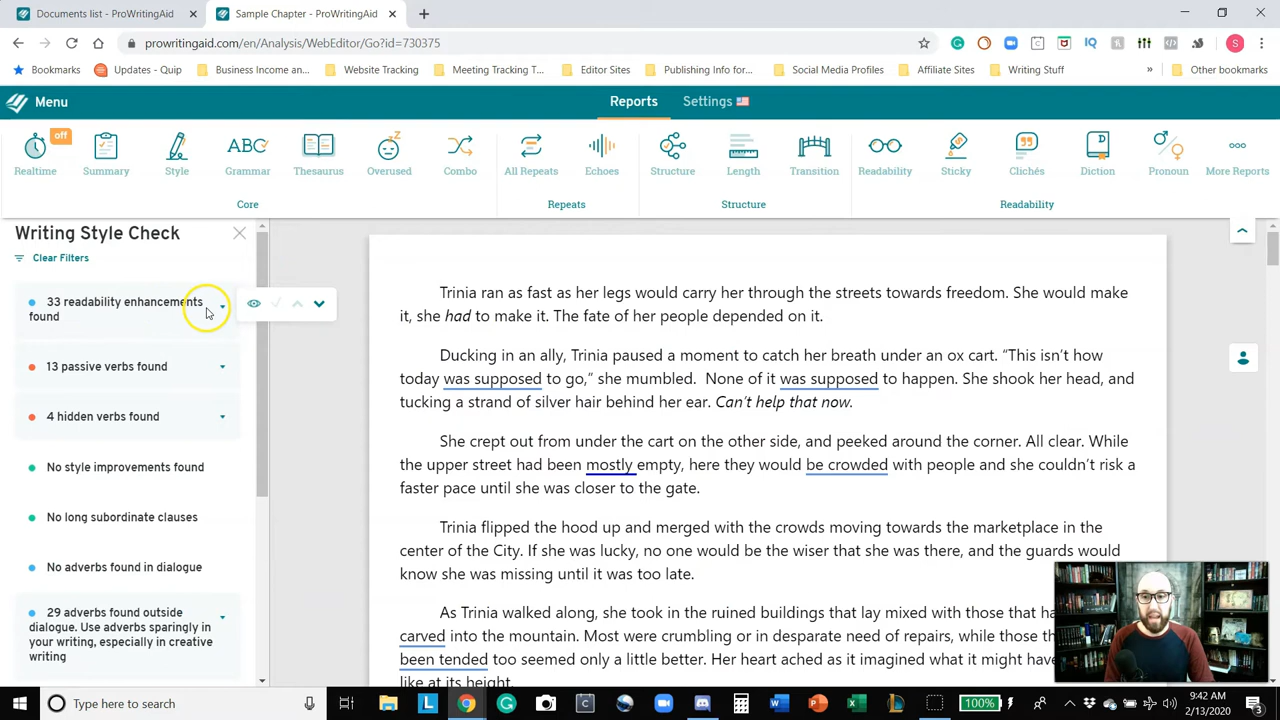 Documents list - ProWritingAid
Sample Chapter - ProWritingAid
prowritingaid.com/en/Analysis/WebEditor/Go?id=730375
Bookmarks
Updates - Quip
Business Income an...
Website Tracking
Meeting Tracking T...
Editor Sites
Publishing Info for...
Social Media Profiles
Affiliate Sites
Writing Stuff
Other bookmarks
Menu
Reports
Settings
off
Realtime
Summary
Style
ABC
Grammar
Thesaurus
Overused
Combo
All Repeats
Echoes
Structure
Length
Transition
Readability
Sticky
Clichés
Diction
Pronoun
More Reports
Core
Repeats
Structure
Readability
Writing Style Check
Clear Filters
33 readability enhancements
found
13 passive verbs found
4 hidden verbs found
No style improvements found
No long subordinate clauses
No adverbs found in dialogue
29 adverbs found outside
dialogue. Use adverbs sparingly in
your writing, especially in creative
writing
Trinia ran as fast as her legs would carry her through the streets towards freedom. She would make
it, she had to make it. The fate of her people depended on it.
Ducking in an ally, Trinia paused a moment to catch her breath under an ox cart. “This isn’t how
today was supposed to go,” she mumbled.  None of it was supposed to happen. She shook her head, and
tucking a strand of silver hair behind her ear. Can’t help that now.
She crept out from under the cart on the other side, and peeked around the corner. All clear. While
the upper street had been mostly empty, here they would be crowded with people and she couldn’t risk a
faster pace until she was closer to the gate.
Trinia flipped the hood up and merged with the crowds moving towards the marketplace in the
center of the City. If she was lucky, no one would be the wiser that she was there, and the guards would
know she was missing until it was too late.
As Trinia walked along, she took in the ruined buildings that lay mixed with those that
carved into the mountain. Most were crumbling or in desperate need of repairs, while those
been tended too seemed only a little better. Her heart ached as it imagined what it might have
like at its height.
Type here to search
100%
9:42 AM
2/13/2020